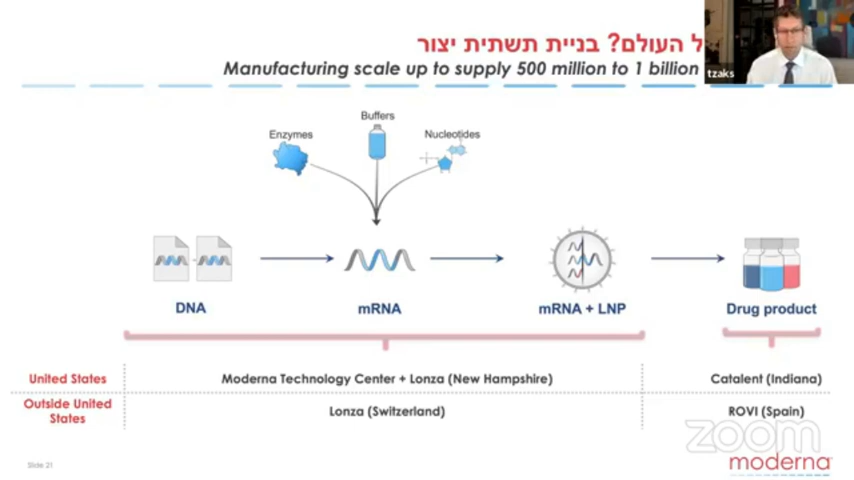 ל העולם? בניית תשתית יצור
Manufacturing scale up to supply 500 million to 1 billion
tzaks
Buffers
Enzymes
Nucleotides
DNA
mRNA
mRNA + LNP
Drug product
United States
Moderna Technology Center + Lonza (New Hampshire)
Catalent (Indiana)
Outside United
States
Lonza (Switzerland)
ROVI (Spain)
zoom
moderna
Slide 21